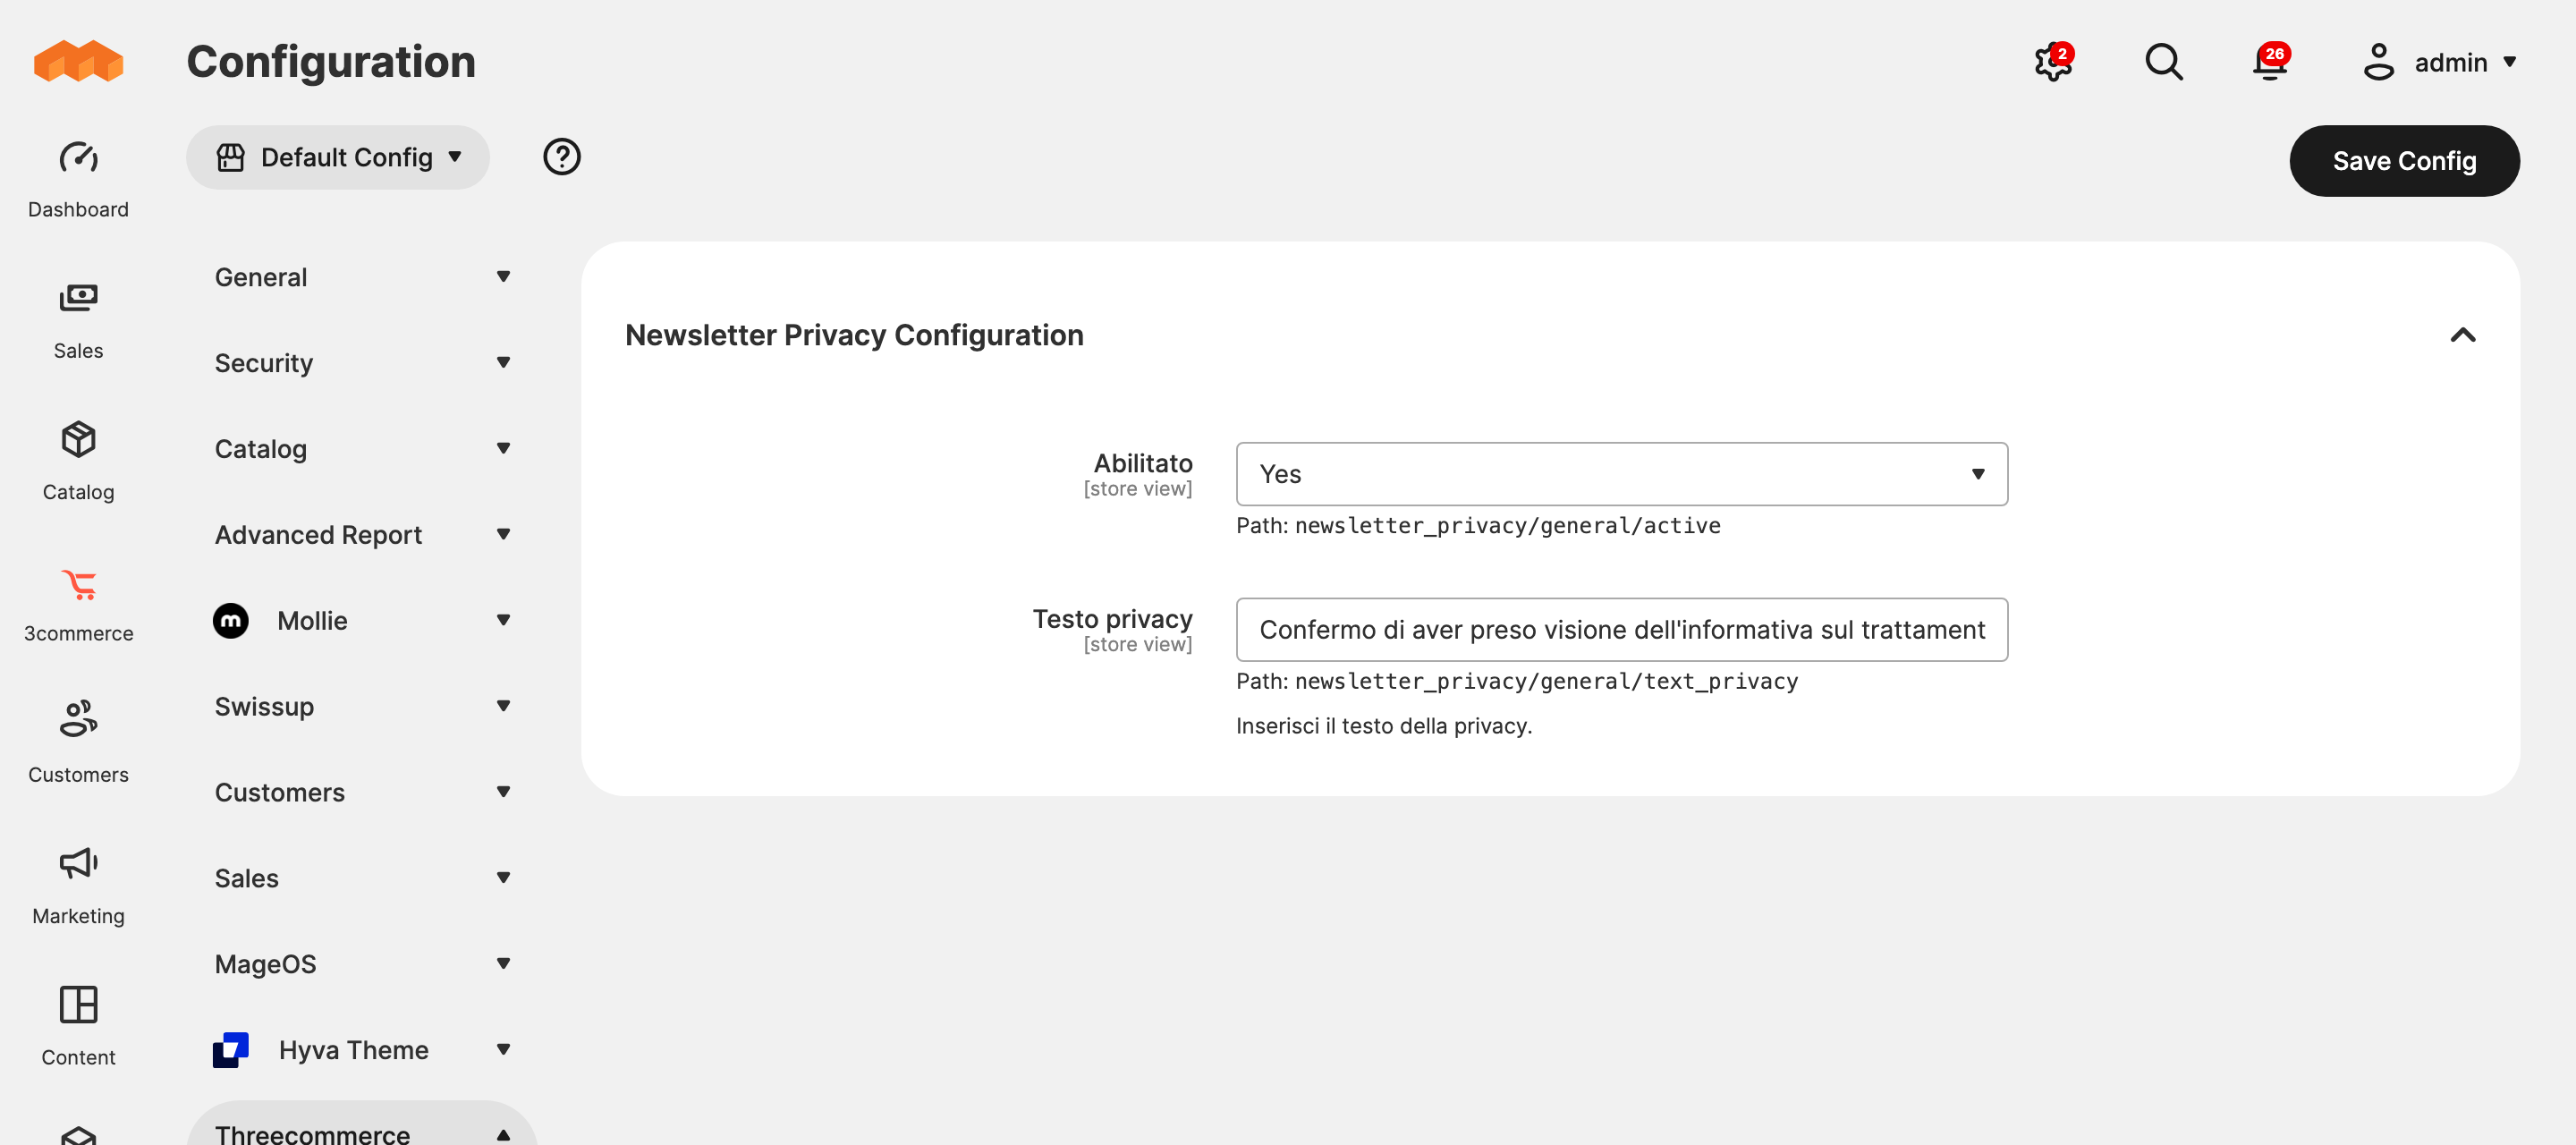 Configuration
2
26
admin
Default Config
Save Config
Dashboard
Sales
Catalog
3commerce
Customers
Marketing
Content
General
Security
Catalog
Advanced Report
Mollie
Swissup
Customers
Sales
MageOS
Hyva Theme
Threecommerce
Newsletter Privacy Configuration
Abilitato
[store view]
Yes
Path: newsletter_privacy/general/active
Testo privacy
[store view]
Confermo di aver preso visione dell'informativa sul trattament
Path: newsletter_privacy/general/text_privacy
Inserisci il testo della privacy.